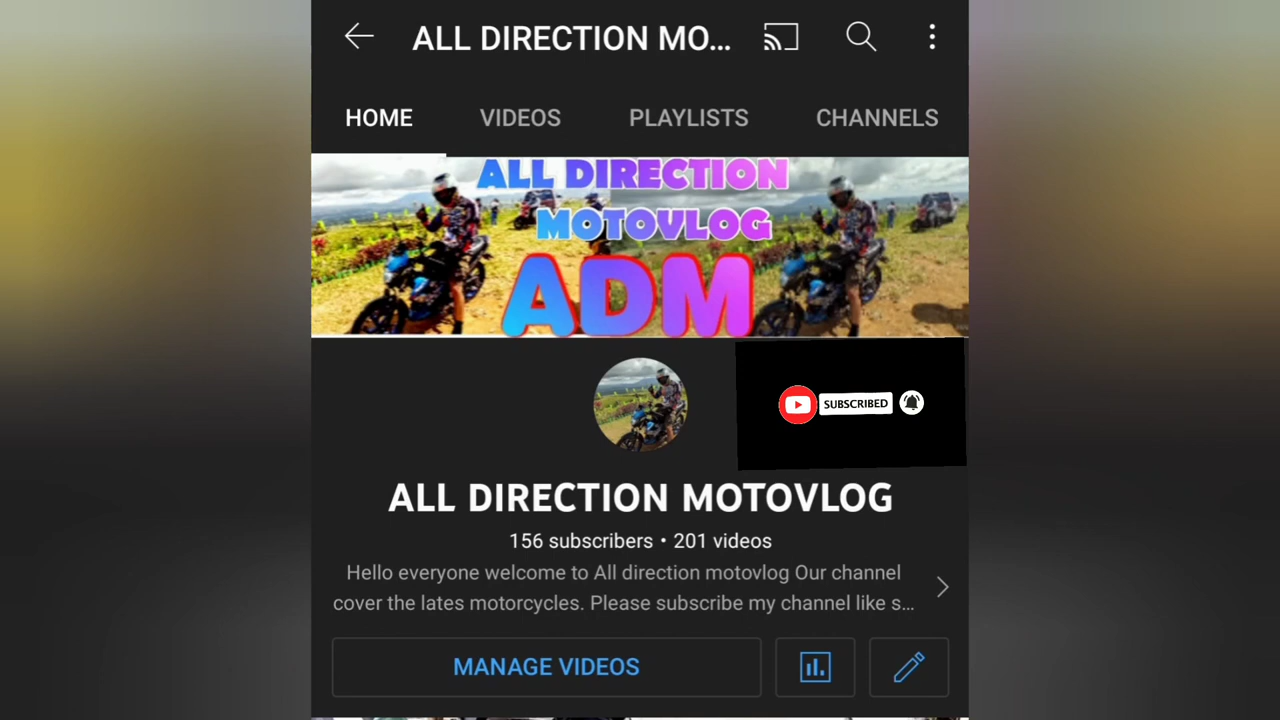 ALL DIRECTION MO...
HOME VIDEOS PLAYLISTS CHANNELS
ALL DIRECTION
MOTOVLOG
ADM
SUBSCRIBED
ALL DIRECTION MOTOVLOG
156 subscribers • 201 videos
Hello everyone welcome to All direction motovlog Our channel
cover the lates motorcycles. Please subscribe my channel like s...
MANAGE VIDEOS